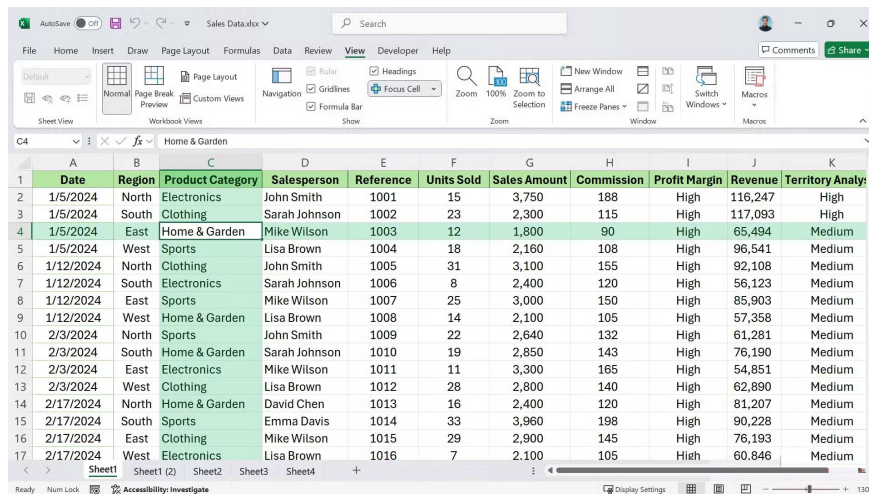 AutoSave Off Sales Data.xlsx Search
File Home Insert Draw Page Layout Formulas Data Review View Developer Help Comments Share
Default
Normal
Page Break Preview
Page Layout
Custom Views
Navigation
Ruler
Gridlines
Formula Bar
Headings
Focus Cell
Zoom
100%
Zoom to Selection
New Window
Arrange All
Freeze Panes
Switch Windows
Macros
Sheet View Workbook Views Show Zoom Window Macros
C4 fx Home & Garden
A B C D E F G H I J K
1 Date Region Product Category Salesperson Reference Units Sold Sales Amount Commission Profit Margin Revenue Territory Analys
2 1/5/2024 North Electronics John Smith 1001 15 3,750 188 High 116,247 High
3 1/5/2024 South Clothing Sarah Johnson 1002 23 2,300 115 High 117,093 High
4 1/5/2024 East Home & Garden Mike Wilson 1003 12 1,800 90 High 65,494 Medium
5 1/5/2024 West Sports Lisa Brown 1004 18 2,160 108 High 96,541 Medium
6 1/12/2024 North Clothing John Smith 1005 31 3,100 155 High 92,108 Medium
7 1/12/2024 South Electronics Sarah Johnson 1006 8 2,400 120 High 56,123 Medium
8 1/12/2024 East Sports Mike Wilson 1007 25 3,000 150 High 85,903 Medium
9 1/12/2024 West Home & Garden Lisa Brown 1008 14 2,100 105 High 57,358 Medium
10 2/3/2024 North Sports John Smith 1009 22 2,640 132 High 61,281 Medium
11 2/3/2024 South Home & Garden Sarah Johnson 1010 19 2,850 143 High 76,190 Medium
12 2/3/2024 East Electronics Mike Wilson 1011 11 3,300 165 High 54,851 Medium
13 2/3/2024 West Clothing Lisa Brown 1012 28 2,800 140 High 62,890 Medium
14 2/17/2024 North Home & Garden David Chen 1013 16 2,400 120 High 81,207 Medium
15 2/17/2024 South Sports Emma Davis 1014 33 3,960 198 High 90,228 Medium
16 2/17/2024 East Clothing Mike Wilson 1015 29 2,900 145 High 76,193 Medium
17 2/17/2024 West Electronics Lisa Brown 1016 7 2,100 105 High 60,846 Medium
Sheet1 Sheet1 (2) Sheet2 Sheet3 Sheet4
Ready Num Lock Accessibility: Investigate Display Settings 130